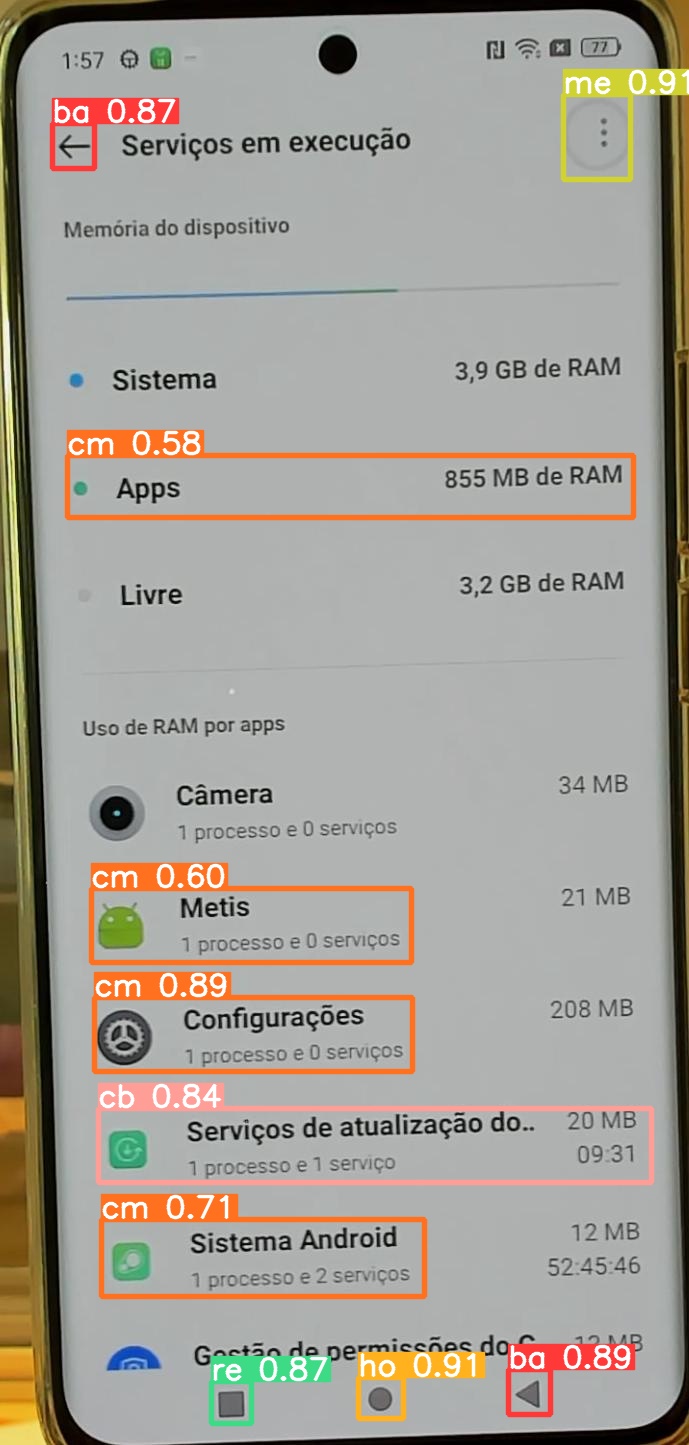 1:57 77
me 0.91
ba 0.87
Serviços em execução
Memória do dispositivo
Sistema 3,9 GB de RAM
cm 0.58
Apps 855 MB de RAM
Livre 3,2 GB de RAM
Uso de RAM por apps
Câmera 34 MB
1 processo e 0 serviços
cm 0.60
Metis 21 MB
1 processo e 0 serviços
cm 0.89
Configurações 208 MB
1 processo e 0 serviços
cb 0.84
Serviços de atualização do.. 20 MB
1 processo e 1 serviço 09:31
cm 0.71
Sistema Android 12 MB
1 processo e 2 serviços 52:45:46
Gestão de permissões do C 12 MB
re 0.87 ho 0.91 ba 0.89